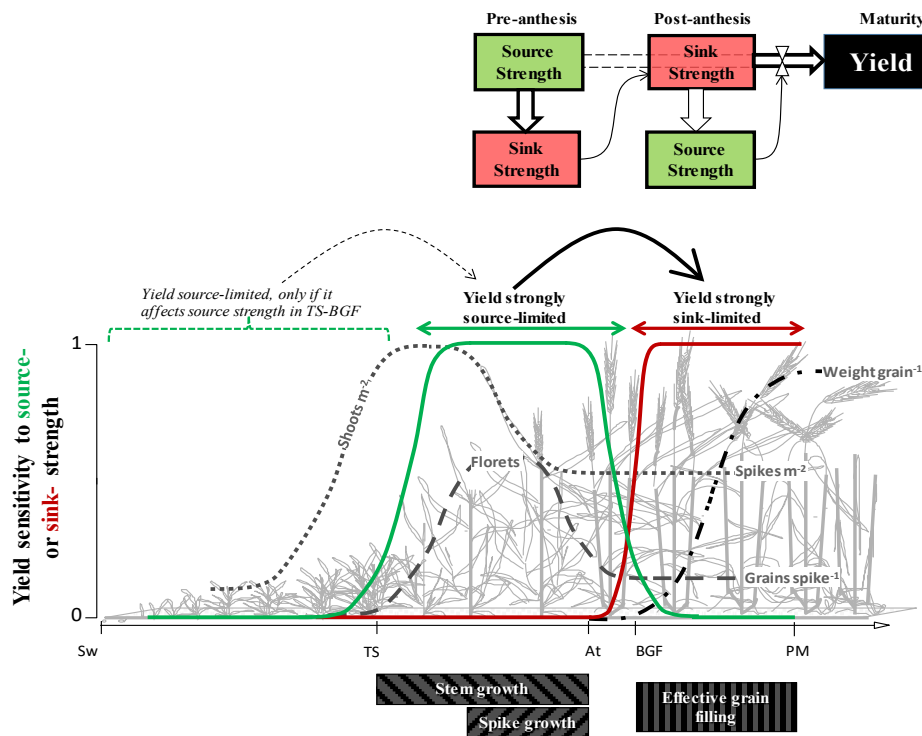 Pre-anthesis
Post-anthesis
Maturity
Source
Strength
Sink
Strength
Yield
Sink
Strength
Source
Strength
Yield source-limited, only if it
affects source strength in TS-BGF
Yield strongly
source-limited
Yield strongly
sink-limited
Yield sensitivity to source-
or sink- strength
1
0
Shoots m-2
Florets
Weight grain-1
Spikes m-2
Grains spike-1
Sw
TS
At
BGF
PM
Stem growth
Spike growth
Effective grain
filling